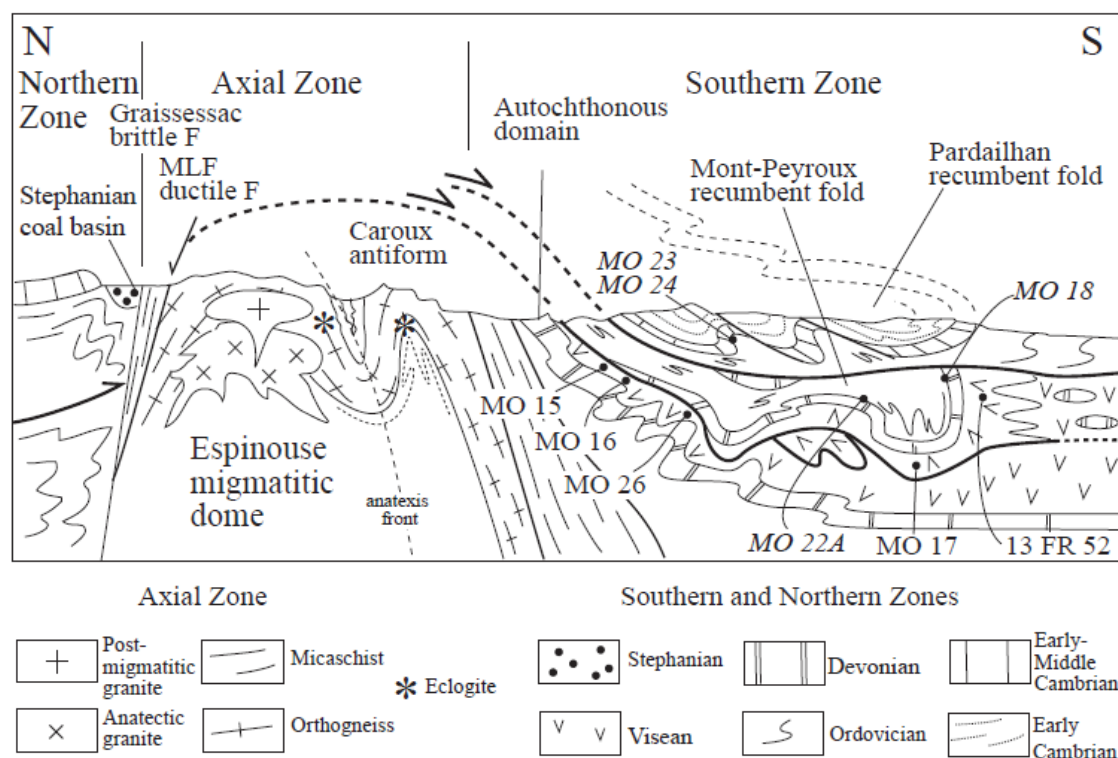 N
S
Northern
Zone
Axial Zone
Southern Zone
Graissessac
brittle F
MLF
ductile F
Stephanian
coal basin
Autochthonous
domain
Mont-Peyroux
recumbent fold
Pardailhan
recumbent fold
Caroux
antiform
MO 23
MO 24
MO 18
MO 15
MO 16
MO 26
Espinouse
migmatitic
dome
anatexis
front
MO 22A
MO 17
13 FR 52
Axial Zone
Southern and Northern Zones
Post-
migmatitic
granite
Micaschist
Eclogite
Stephanian
Devonian
Early-
Middle
Cambrian
Anatectic
granite
Orthogneiss
Visean
Ordovician
Early
Cambrian